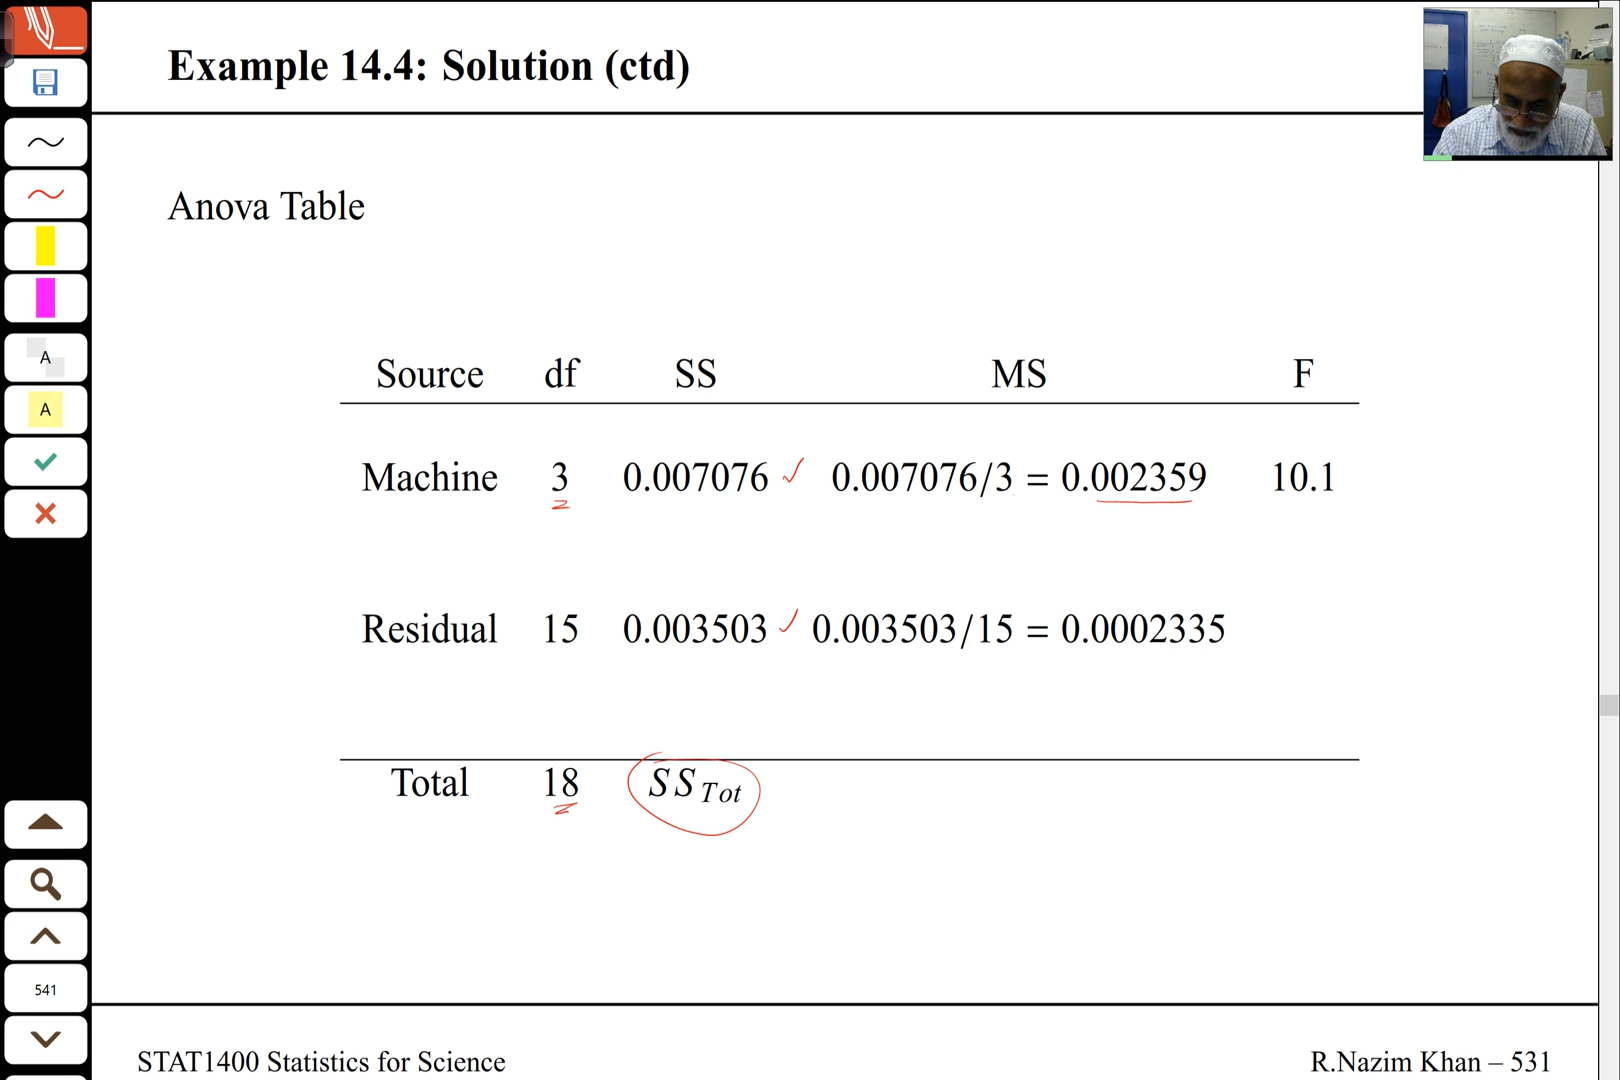 Example 14.4: Solution (ctd)
Anova Table
Source df SS MS F
Machine 3 0.007076 ✓ 0.007076/3 = 0.002359 10.1
Residual 15 0.003503 ✓ 0.003503/15 = 0.0002335
Total 18 SS_Tot
A
A
541
STAT1400 Statistics for Science
R.Nazim Khan – 531